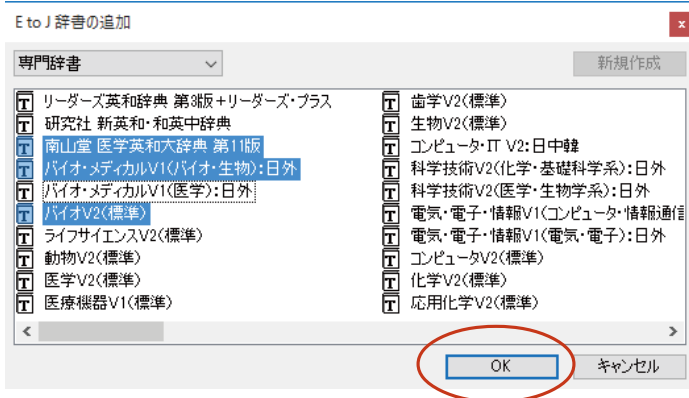 E to J 辞書の追加
x
専門辞書
新規作成
T リーダーズ英和辞典 第3版+リーダーズ・プラス
T 研究社 新英和・和英中辞典
T 南山堂 医学英和大辞典 第11版
T バイオ・メディカルV1(バイオ・生物):日外
T バイオ・メディカルV1(医学):日外
T バイオV2(標準)
T ライフサイエンスV2(標準)
T 動物V2(標準)
T 医学V2(標準)
T 医療機器V1(標準)
T 歯学V2(標準)
T 生物V2(標準)
T コンピュータ・IT V2:日中韓
T 科学技術V2(化学・基礎科学系):日外
T 科学技術V2(医学・生物学系):日外
T 電気・電子・情報V1(コンピュータ・情報通信
T 電気・電子・情報V1(電気・電子):日外
T コンピュータV2(標準)
T 化学V2(標準)
T 応用化学V2(標準)
OK
キャンセル